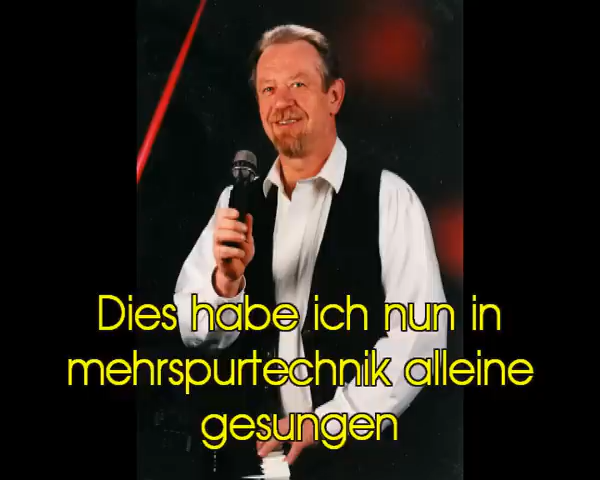 Dies habe ich nun in
mehrspurtechnik alleine
gesungen